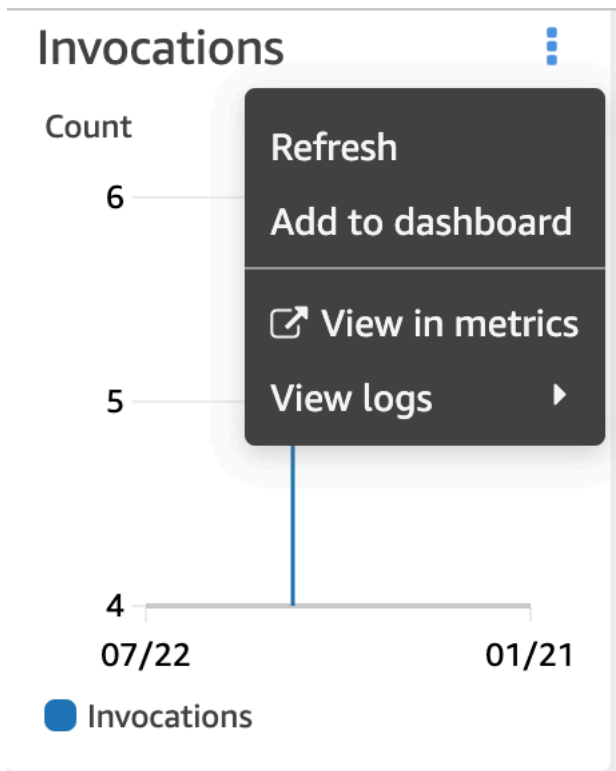 Invocations
Count
Refresh
6
Add to dashboard
View in metrics
5
View logs
4
07/22 01/21
Invocations